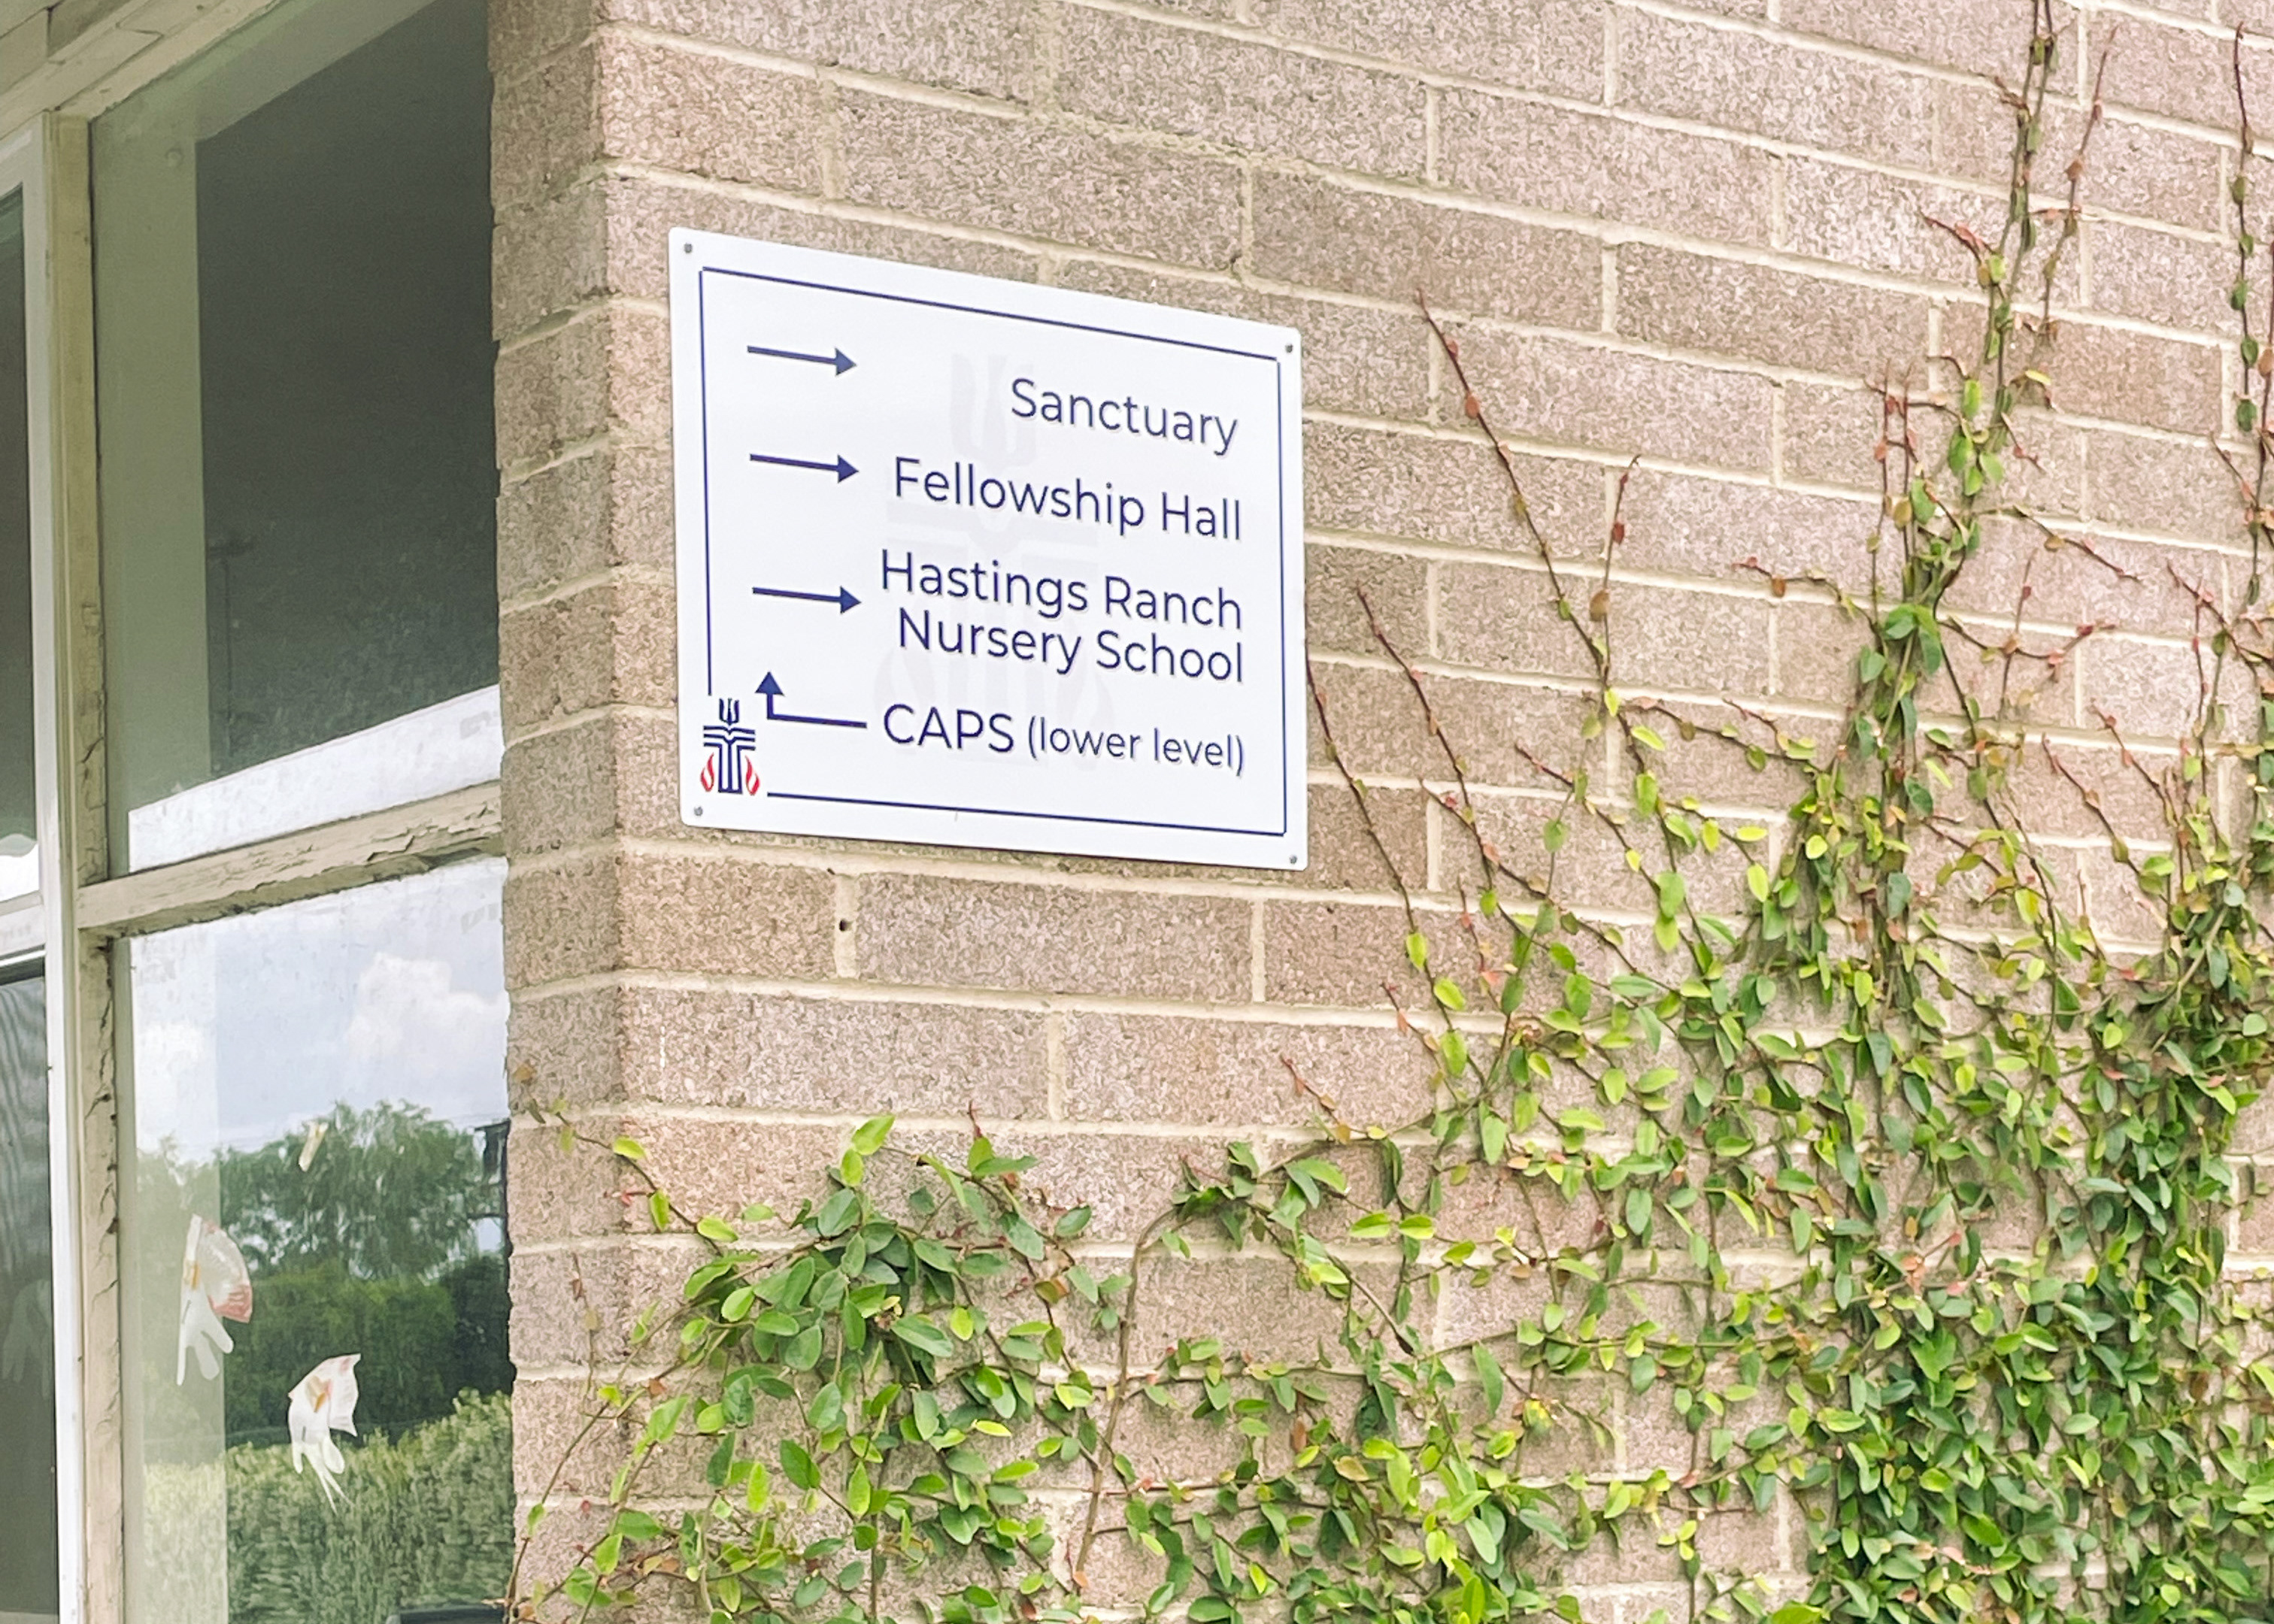 Sanctuary
Fellowship Hall
Hastings Ranch
Nursery School
CAPS (lower level)